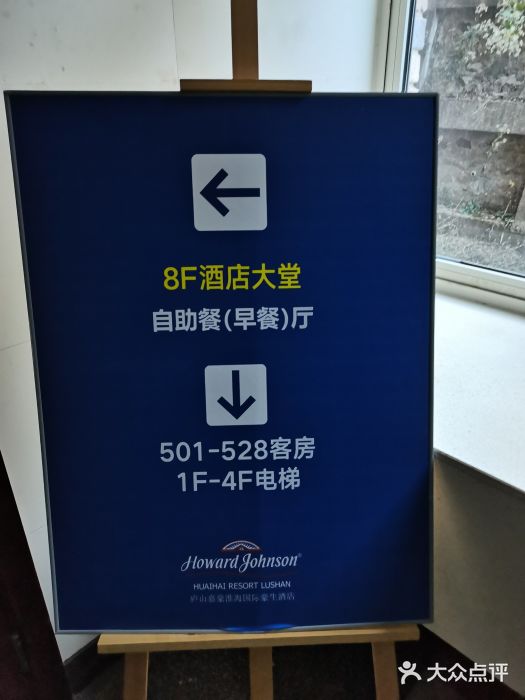 8F酒店大堂
自助餐(早餐)厅
501-528客房
1F-4F电梯
Howard Johnson®
HUAIHAI RESORT LUSHAN
庐山嘉豪淮海国际豪生酒店
大众点评